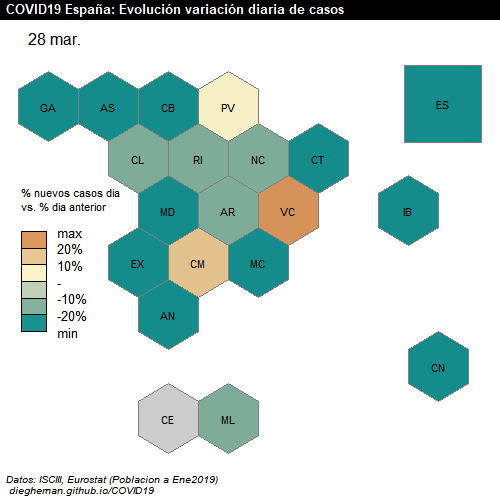 COVID19 España: Evolución variación diaria de casos
28 mar.
GA AS CB PV ES
CL RI NC CT
% nuevos casos dia
vs. % dia anterior
MD AR VC IB
max
20%
10%
-
-10%
-20%
min
EX CM MC
AN
CN
CE ML
Datos: ISCIII, Eurostat (Poblacion a Ene2019)
diegheman.github.io/COVID19